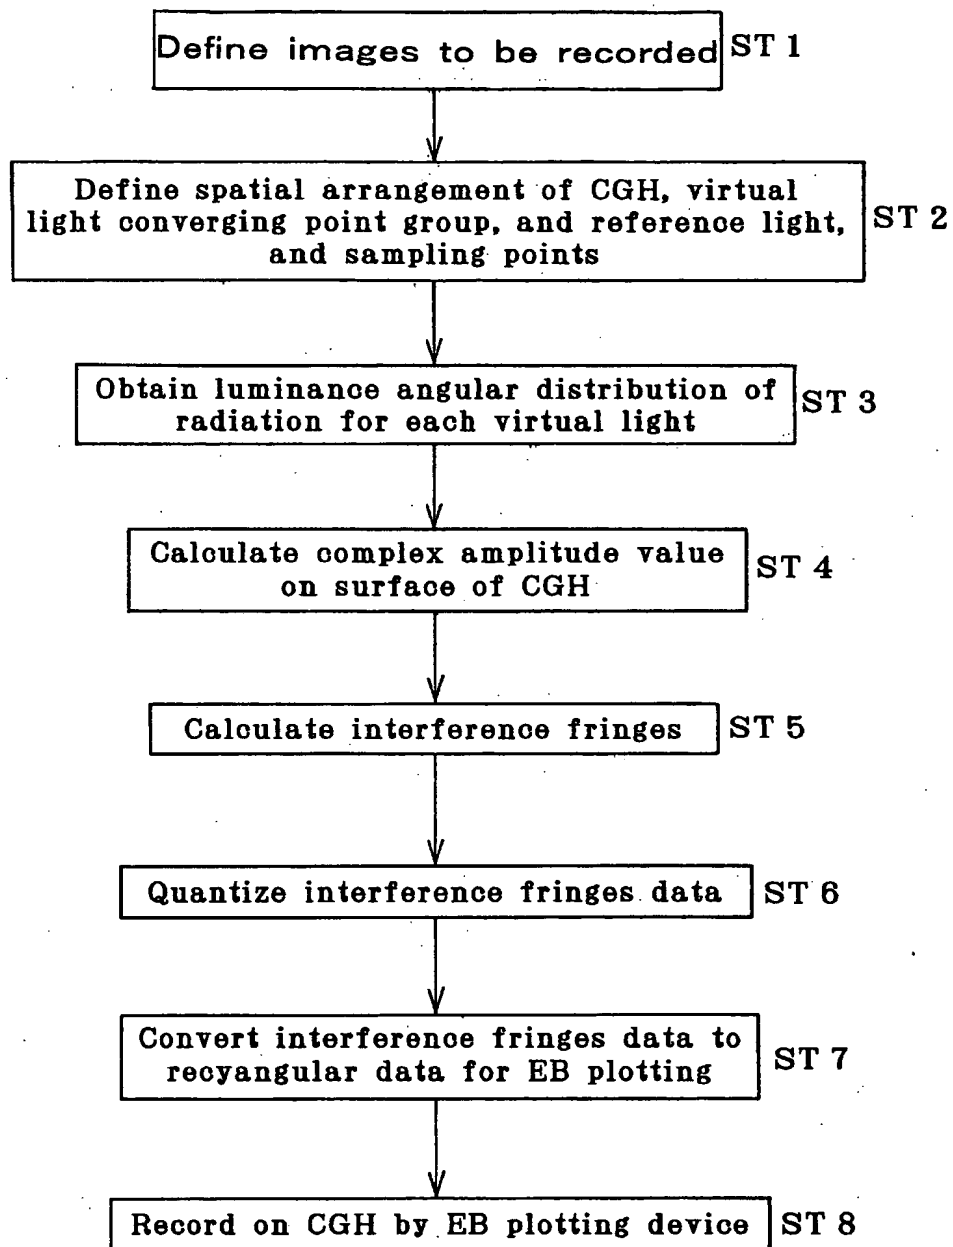 Define images to be recorded ST 1
Define spatial arrangement of CGH, virtual
light converging point group, and reference light,
and sampling points
ST 2
Obtain luminance angular distribution of
radiation for each virtual light
ST 3
Calculate complex amplitude value
on surface of CGH
ST 4
Calculate interference fringes ST 5
Quantize interference fringes data ST 6
Convert interference fringes data to
recyangular data for EB plotting
ST 7
Record on CGH by EB plotting device ST 8